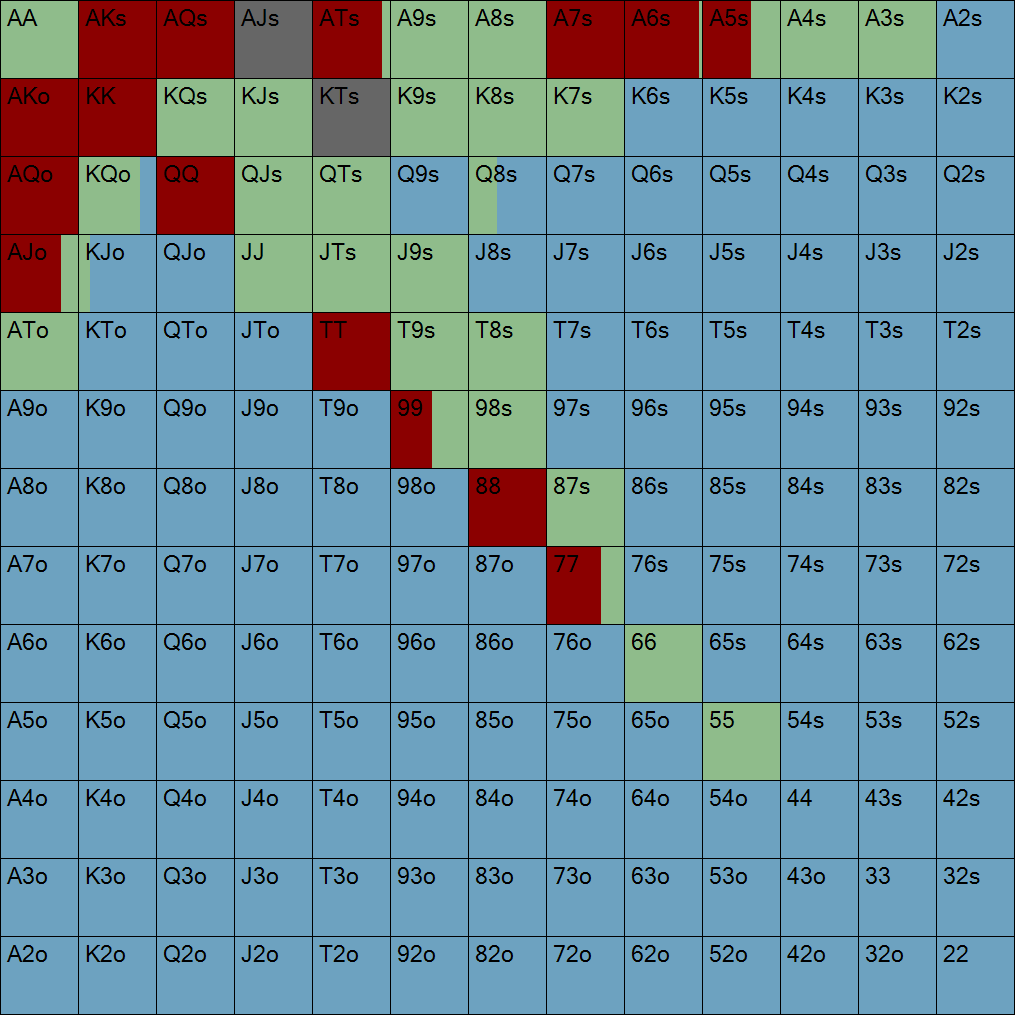 AA AKs AQs AJs ATs A9s A8s A7s A6s A5s A4s A3s A2s
AKo KK KQs KJs KTs K9s K8s K7s K6s K5s K4s K3s K2s
AQo KQo QQ QJs QTs Q9s Q8s Q7s Q6s Q5s Q4s Q3s Q2s
AJo KJo QJo JJ JTs J9s J8s J7s J6s J5s J4s J3s J2s
ATo KTo QTo JTo TT T9s T8s T7s T6s T5s T4s T3s T2s
A9o K9o Q9o J9o T9o 99 98s 97s 96s 95s 94s 93s 92s
A8o K8o Q8o J8o T8o 98o 88 87s 86s 85s 84s 83s 82s
A7o K7o Q7o J7o T7o 97o 87o 77 76s 75s 74s 73s 72s
A6o K6o Q6o J6o T6o 96o 86o 76o 66 65s 64s 63s 62s
A5o K5o Q5o J5o T5o 95o 85o 75o 65o 55 54s 53s 52s
A4o K4o Q4o J4o T4o 94o 84o 74o 64o 54o 44 43s 42s
A3o K3o Q3o J3o T3o 93o 83o 73o 63o 53o 43o 33 32s
A2o K2o Q2o J2o T2o 92o 82o 72o 62o 52o 42o 32o 22